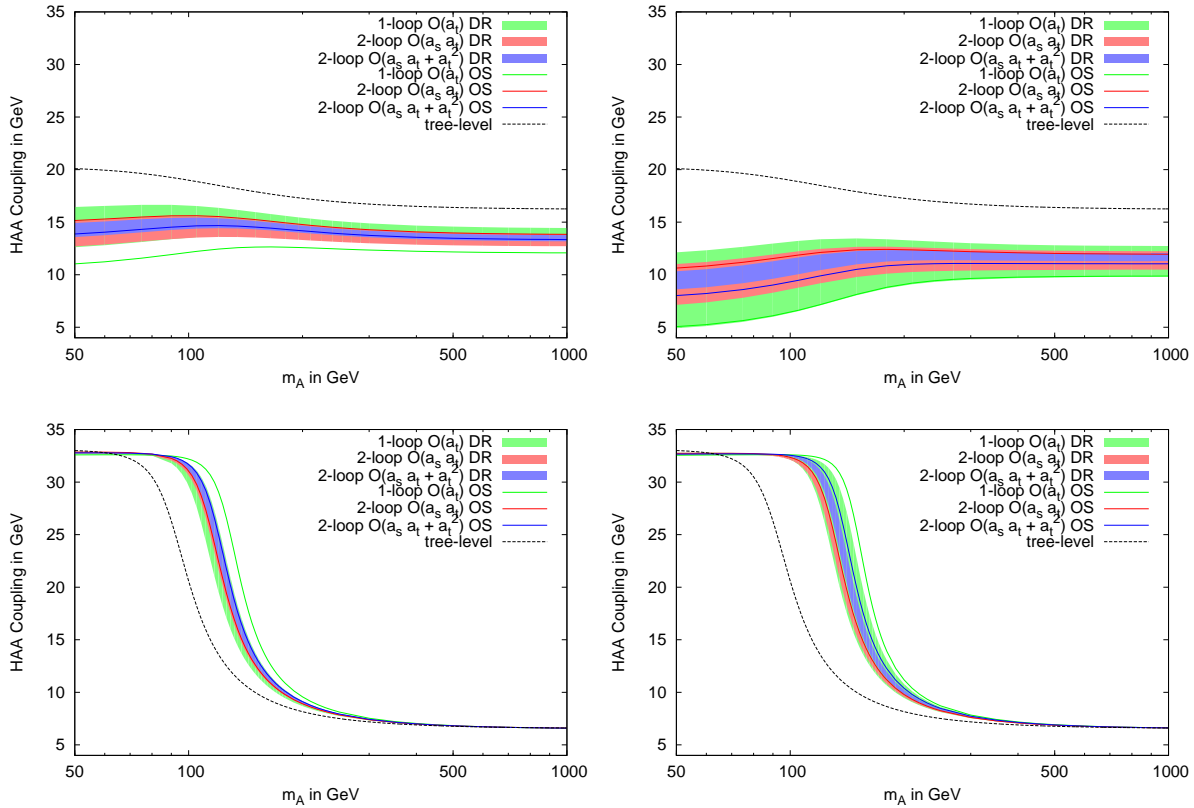 35
30
25
20
15
10
5
50
100
500
1000
HAA Coupling in GeV
m_A in GeV
1-loop O(a_t) DR
2-loop O(a_s a_t) DR
2-loop O(a_s a_t + a_t^2) DR
1-loop O(a_t) OS
2-loop O(a_s a_t) OS
2-loop O(a_s a_t + a_t^2) OS
tree-level
35
30
25
20
15
10
5
50
100
500
1000
HAA Coupling in GeV
m_A in GeV
1-loop O(a_t) DR
2-loop O(a_s a_t) DR
2-loop O(a_s a_t + a_t^2) DR
1-loop O(a_t) OS
2-loop O(a_s a_t) OS
2-loop O(a_s a_t + a_t^2) OS
tree-level
35
30
25
20
15
10
5
50
100
500
1000
HAA Coupling in GeV
m_A in GeV
1-loop O(a_t) DR
2-loop O(a_s a_t) DR
2-loop O(a_s a_t + a_t^2) DR
1-loop O(a_t) OS
2-loop O(a_s a_t) OS
2-loop O(a_s a_t + a_t^2) OS
tree-level
35
30
25
20
15
10
5
50
100
500
1000
HAA Coupling in GeV
m_A in GeV
1-loop O(a_t) DR
2-loop O(a_s a_t) DR
2-loop O(a_s a_t + a_t^2) DR
1-loop O(a_t) OS
2-loop O(a_s a_t) OS
2-loop O(a_s a_t + a_t^2) OS
tree-level